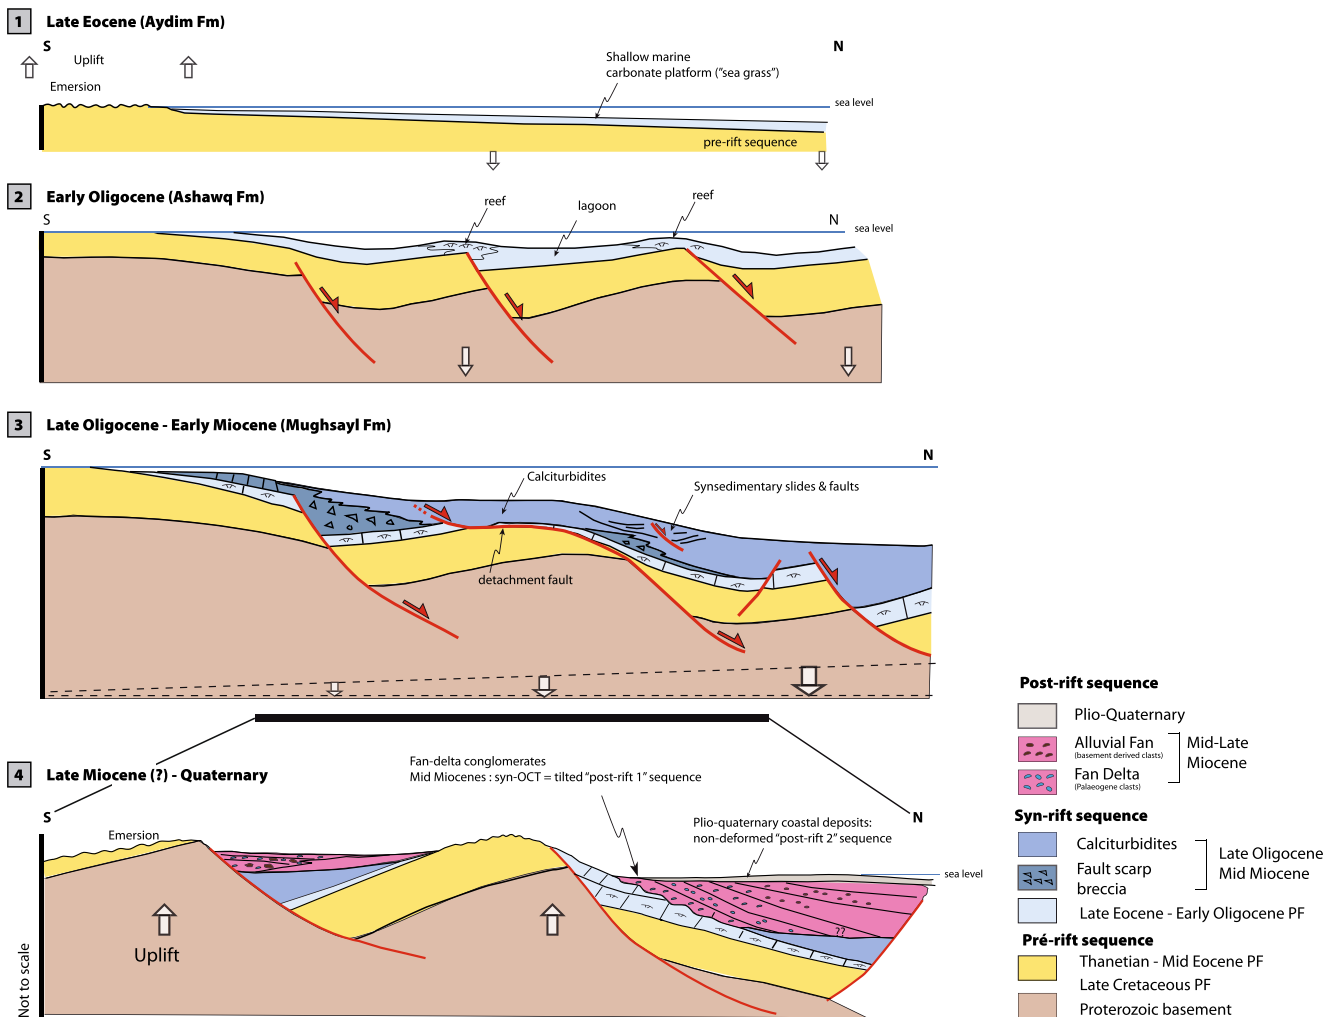 1 Late Eocene (Aydim Fm)
S
N
Uplift
Emersion
Shallow marine
carbonate platform ("sea grass")
sea level
pre-rift sequence
2 Early Oligocene (Ashawq Fm)
S
N
reef
lagoon
reef
sea level
3 Late Oligocene - Early Miocene (Mughsayl Fm)
S
N
Calciturbidites
Synsedimentary slides & faults
detachment fault
4 Late Miocene (?) - Quaternary
S
N
Fan-delta conglomerates
Mid Miocenes : syn-OCT = tilted "post-rift 1" sequence
Plio-quaternary coastal deposits:
non-deformed "post-rift 2" sequence
Emersion
sea level
??
Uplift
Not to scale
Post-rift sequence
Plio-Quaternary
Alluvial Fan
(basement derived clasts)
Fan Delta
(Palaeogene clasts)
Mid-Late
Miocene
Syn-rift sequence
Calciturbidites
Fault scarp
breccia
Late Oligocene
Mid Miocene
Late Eocene - Early Oligocene PF
Pré-rift sequence
Thanetian - Mid Eocene PF
Late Cretaceous PF
Proterozoic basement